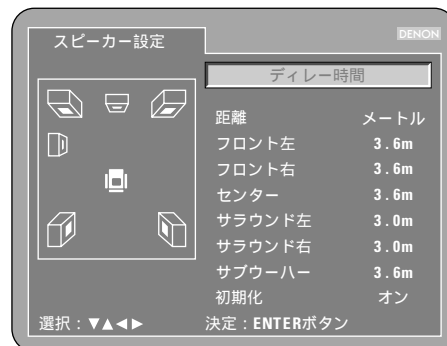 スピーカー設定
DENON
ディレー時間
距離 メートル
フロント左 3.6m
フロント右 3.6m
センター 3.6m
サラウンド左 3.0m
サラウンド右 3.0m
サブウーハー 3.6m
初期化 オン
選択：▼▲◀▶ 決定：ENTERボタン